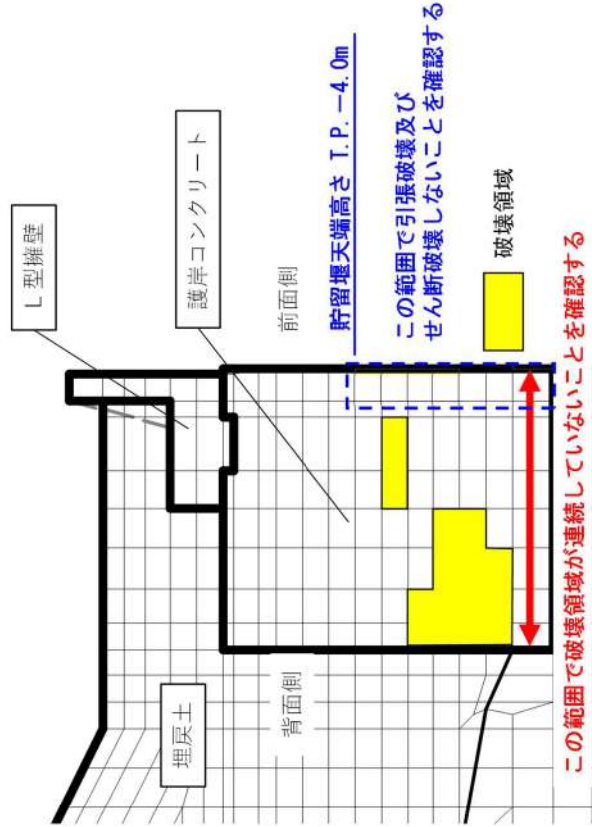 L型擁壁
護岸コンクリート
埋戻土
前面側
背面側
貯留堰天端高さ T.P.－4.0m
この範囲で引張破壊及び
せん断破壊しないことを確認する
破壊領域
この範囲で破壊領域が連続していないことを確認する